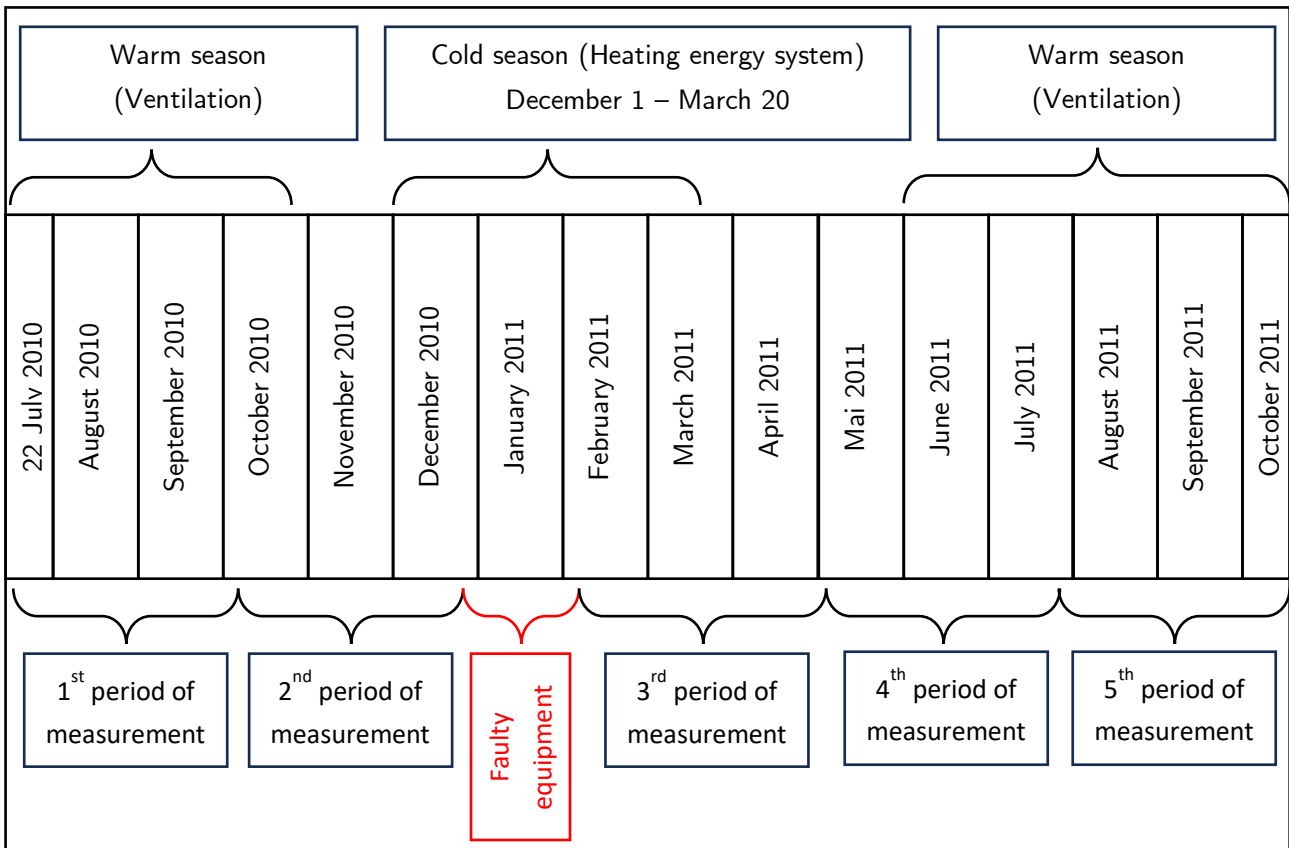 Warm season
(Ventilation)
Cold season (Heating energy system)
December 1 – March 20
Warm season
(Ventilation)
22 July 2010
August 2010
September 2010
October 2010
November 2010
December 2010
January 2011
February 2011
March 2011
April 2011
Mai 2011
June 2011
July 2011
August 2011
September 2011
October 2011
1st period of
measurement
2nd period of
measurement
Faulty
equipment
3rd period of
measurement
4th period of
measurement
5th period of
measurement